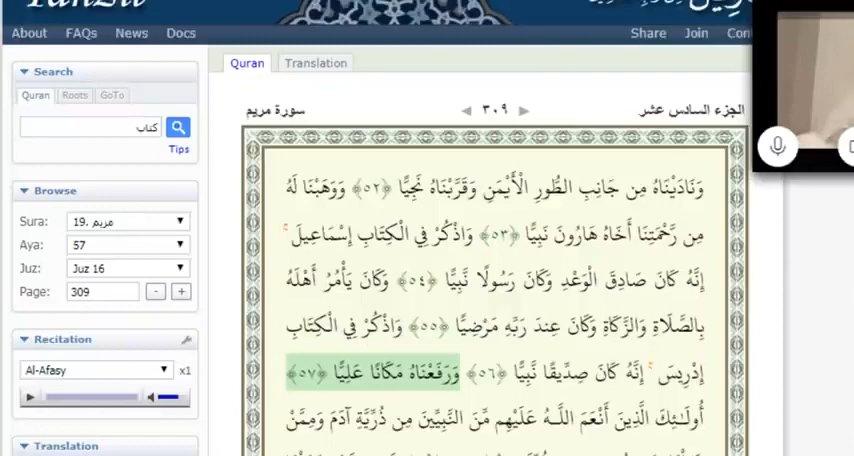 Tanzil
About FAQs News Docs
Share Join
Search
Quran Roots GoTo
كتاب
Tips
Browse
Sura: 19. مريم
Aya: 57
Juz: Juz 16
Page: 309 - +
Recitation
Al-Afasy x1
Translation
Quran Translation
الجزء السادس عشر ٣٠٩ سورة مريم
وَنَادَيْنَاهُ مِن جَانِبِ الطُّورِ الْأَيْمَنِ وَقَرَّبْنَاهُ نَجِيًّا ﴿٥٢﴾ وَوَهَبْنَا لَهُ
مِن رَّحْمَتِنَا أَخَاهُ هَارُونَ نَبِيًّا ﴿٥٣﴾ وَاذْكُرْ فِي الْكِتَابِ إِسْمَاعِيلَ ۚ
إِنَّهُ كَانَ صَادِقَ الْوَعْدِ وَكَانَ رَسُولًا نَّبِيًّا ﴿٥٤﴾ وَكَانَ يَأْمُرُ أَهْلَهُ
بِالصَّلَاةِ وَالزَّكَاةِ وَكَانَ عِندَ رَبِّهِ مَرْضِيًّا ﴿٥٥﴾ وَاذْكُرْ فِي الْكِتَابِ
إِدْرِيسَ ۚ إِنَّهُ كَانَ صِدِّيقًا نَّبِيًّا ﴿٥٦﴾ وَرَفَعْنَاهُ مَكَانًا عَلِيًّا ﴿٥٧﴾
أُولَـٰئِكَ الَّذِينَ أَنْعَمَ اللَّـهُ عَلَيْهِم مِّنَ النَّبِيِّينَ مِن ذُرِّيَّةِ آدَمَ وَمِمَّنْ